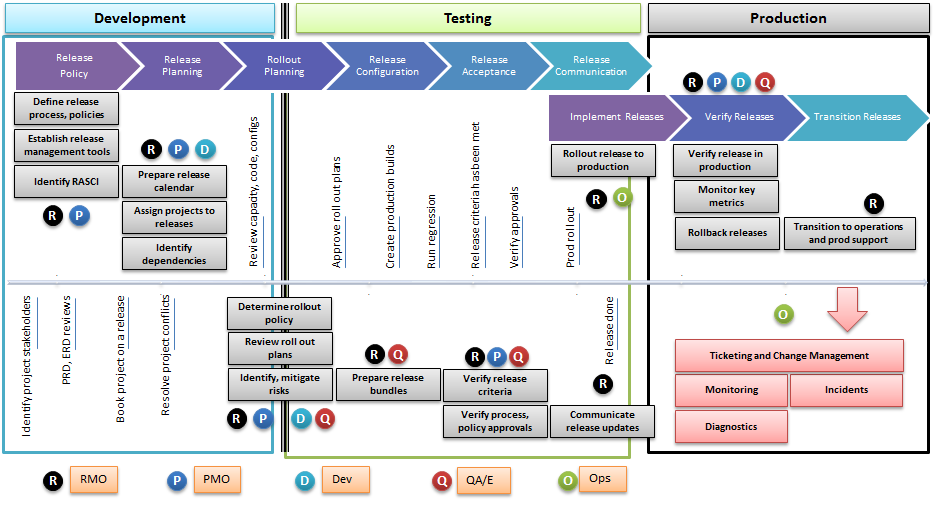 Development
Testing
Production
Release
Policy
Release
Planning
Rollout
Planning
Release
Configuration
Release
Acceptance
Release
Communication
R
P
D
Q
Implement Releases
Verify Releases
Transition Releases
Define release
process, policies
Establish release
management tools
Identify RASCI
R
P
R
P
D
Prepare release
calendar
Assign projects to
releases
Identify
dependencies
Review capacity, code, configs
Approve roll out plans
Create production builds
Run regression
Release criteria has been met
Verify approvals
Prod roll out
Rollout release to
production
R
O
Verify release in
production
Monitor key
metrics
Rollback releases
R
Transition to operations
and prod support
Identify project stakeholders
PRD, ERD reviews
Book project on a release
Resolve project conflicts
Determine rollout
policy
Review roll out
plans
Identify, mitigate
risks
R
P
D
Q
R
Q
Prepare release
bundles
R
P
Q
Verify release
criteria
Verify process,
policy approvals
Release done
R
Communicate
release updates
O
Ticketing and Change Management
Monitoring
Incidents
Diagnostics
R
RMO
P
PMO
D
Dev
Q
QA/E
O
Ops